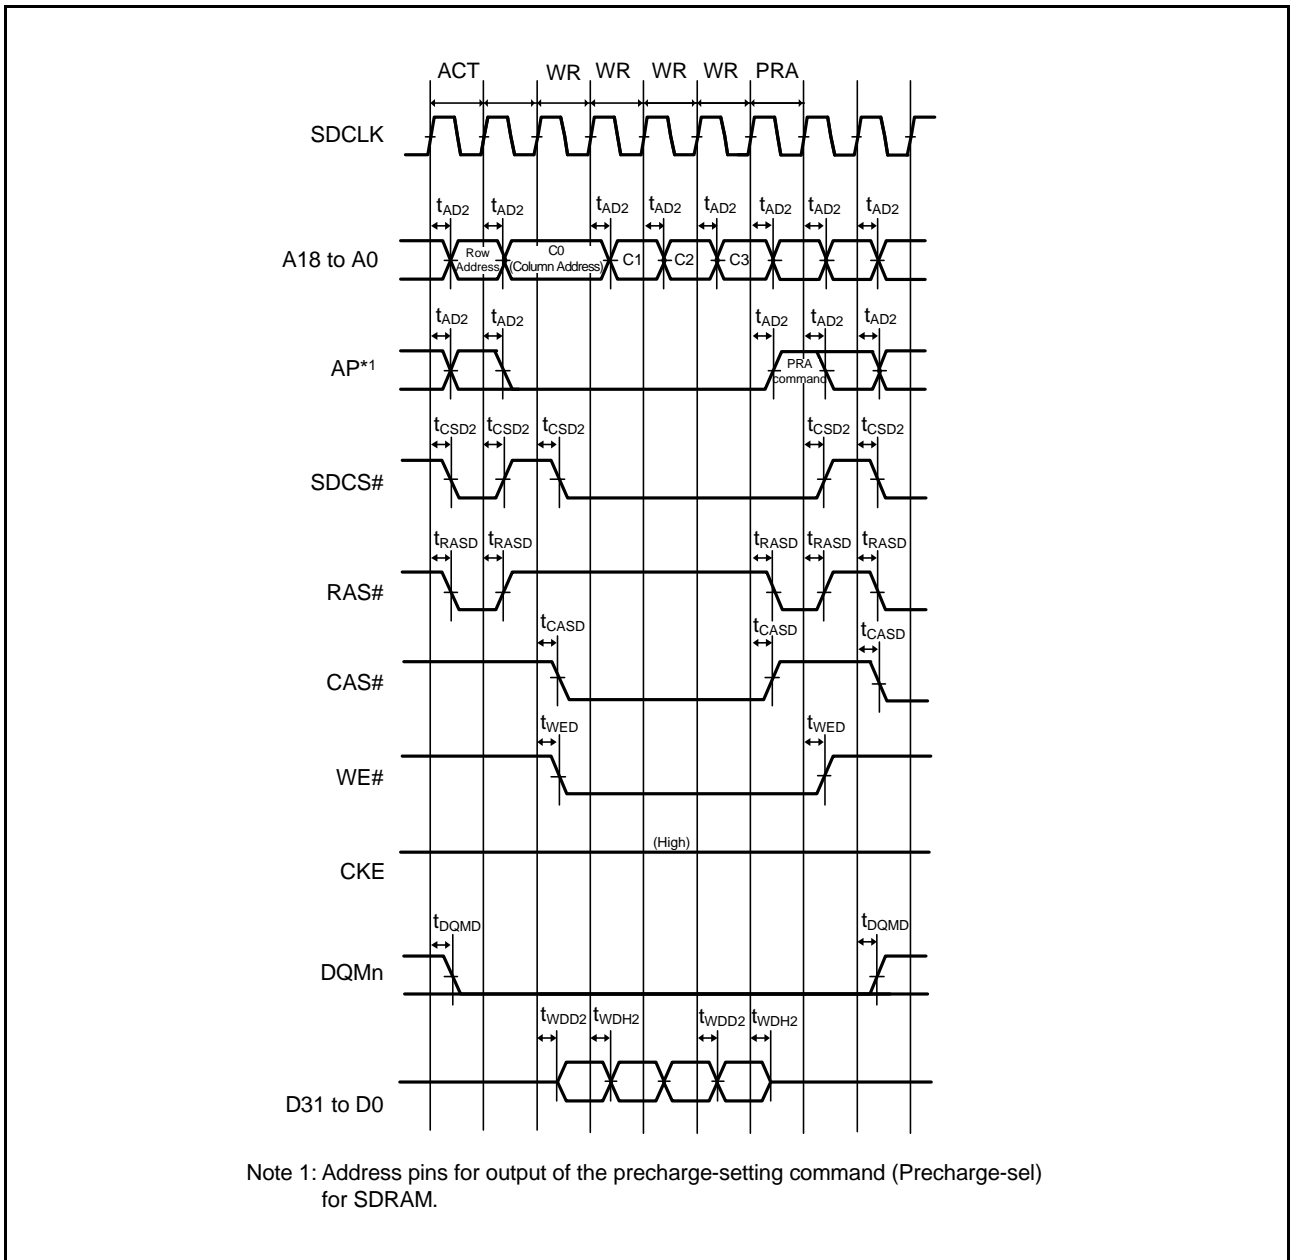 ACT WR WR WR WR PRA
SDCLK
tAD2 tAD2 tAD2 tAD2 tAD2 tAD2 tAD2 tAD2
A18 to A0
Row
Address
C0
(Column Address)
C1 C2 C3
tAD2 tAD2 tAD2 tAD2 tAD2
AP*1
PRA
command
tCSD2 tCSD2 tCSD2 tCSD2 tCSD2
SDCS#
tRASD tRASD tRASD tRASD tRASD
RAS#
tCASD tCASD tCASD
CAS#
tWED tWED
WE#
(High)
CKE
tDQMD tDQMD
DQMn
tWDD2 tWDH2 tWDD2 tWDH2
D31 to D0
Note 1: Address pins for output of the precharge-setting command (Precharge-sel)
for SDRAM.